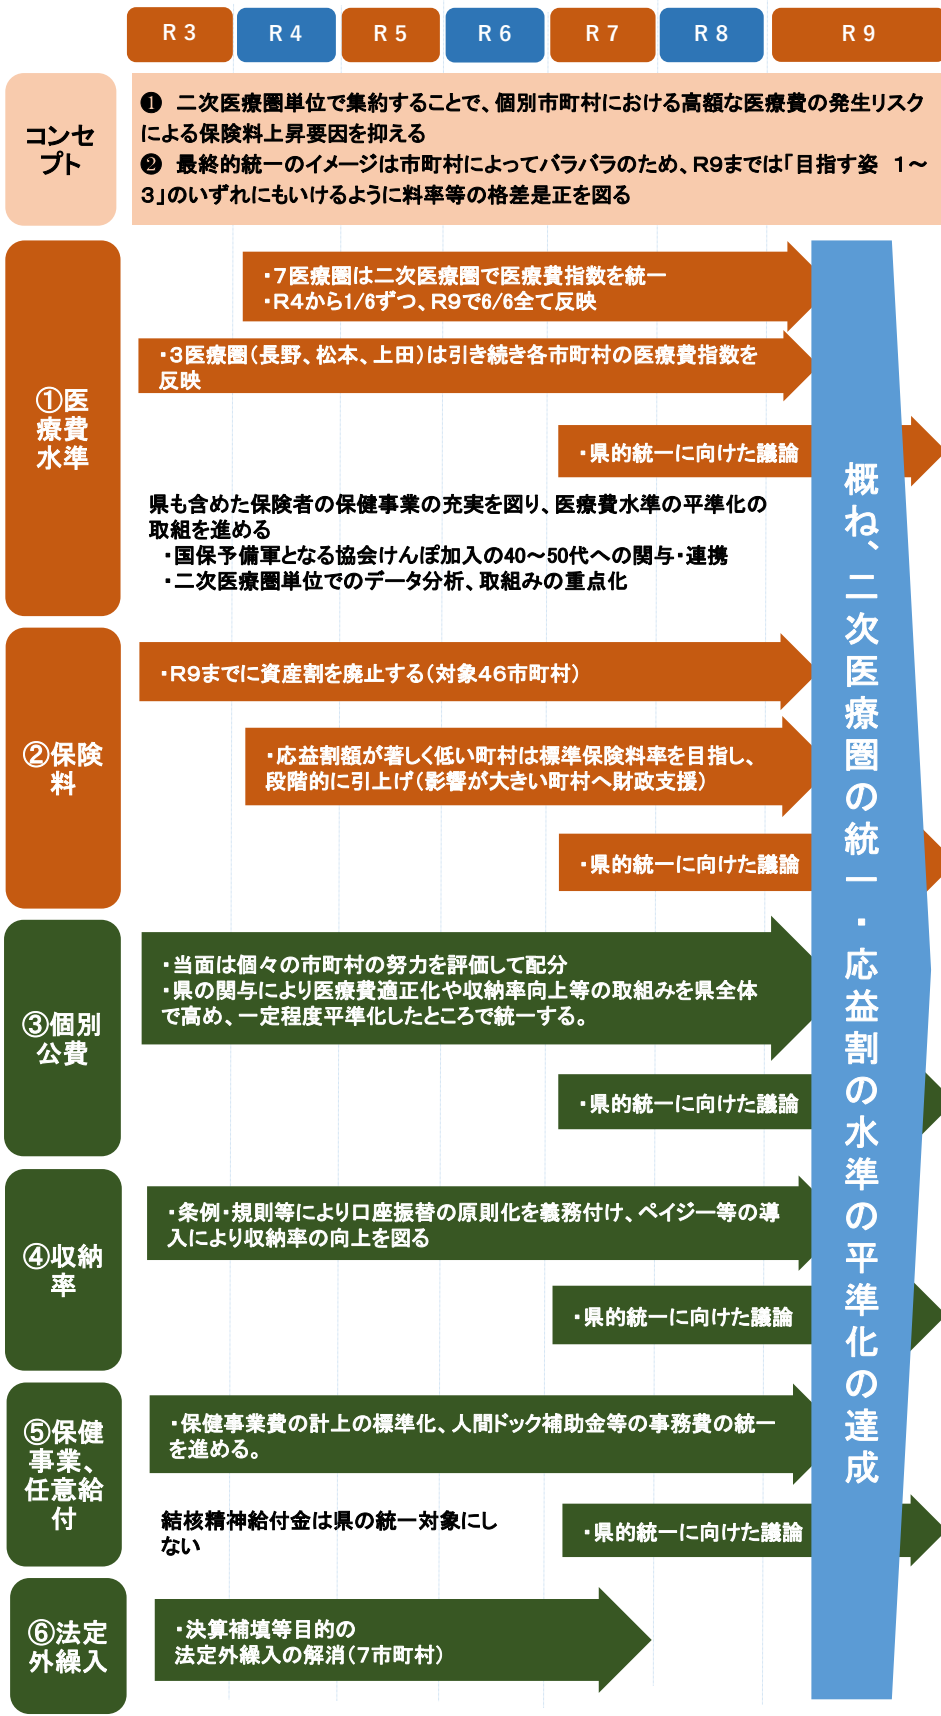 R 3
R 4
R 5
R 6
R 7
R 8
R 9
コンセ
プト
❶　二次医療圏単位で集約することで、個別市町村における高額な医療費の発生リスク
による保険料上昇要因を抑える
❷　最終的統一のイメージは市町村によってバラバラのため、R9までは「目指す姿　１～
３」のいずれにもいけるように料率等の格差是正を図る
①医
療費
水準
・７医療圏は二次医療圏で医療費指数を統一
・R４から1/6ずつ、R９で6/6全て反映
・３医療圏（長野、松本、上田）は引き続き各市町村の医療費指数を
反映
・県的統一に向けた議論
県も含めた保険者の保健事業の充実を図り、医療費水準の平準化の
取組を進める
・国保予備軍となる協会けんぽ加入の40～50代への関与・連携
・二次医療圏単位でのデータ分析、取組みの重点化
②保険
料
・R９までに資産割を廃止する（対象４６市町村）
・応益割額が著しく低い町村は標準保険料率を目指し、
段階的に引上げ（影響が大きい町村へ財政支援）
・県的統一に向けた議論
③個別
公費
・当面は個々の市町村の努力を評価して配分
・県の関与により医療費適正化や収納率向上等の取組みを県全体
で高め、一定程度平準化したところで統一する。
・県的統一に向けた議論
④収納
率
・条例・規則等により口座振替の原則化を義務付け、ペイジー等の導
入により収納率の向上を図る
・県的統一に向けた議論
⑤保健
事業、
任意給
付
・保健事業費の計上の標準化、人間ドック補助金等の事務費の統一
を進める。
結核精神給付金は県の統一対象にし
ない
・県的統一に向けた議論
⑥法定
外繰入
・決算補填等目的の
法定外繰入の解消（７市町村）
概ね、二次医療圏の統一・応益割の水準の平準化の達成